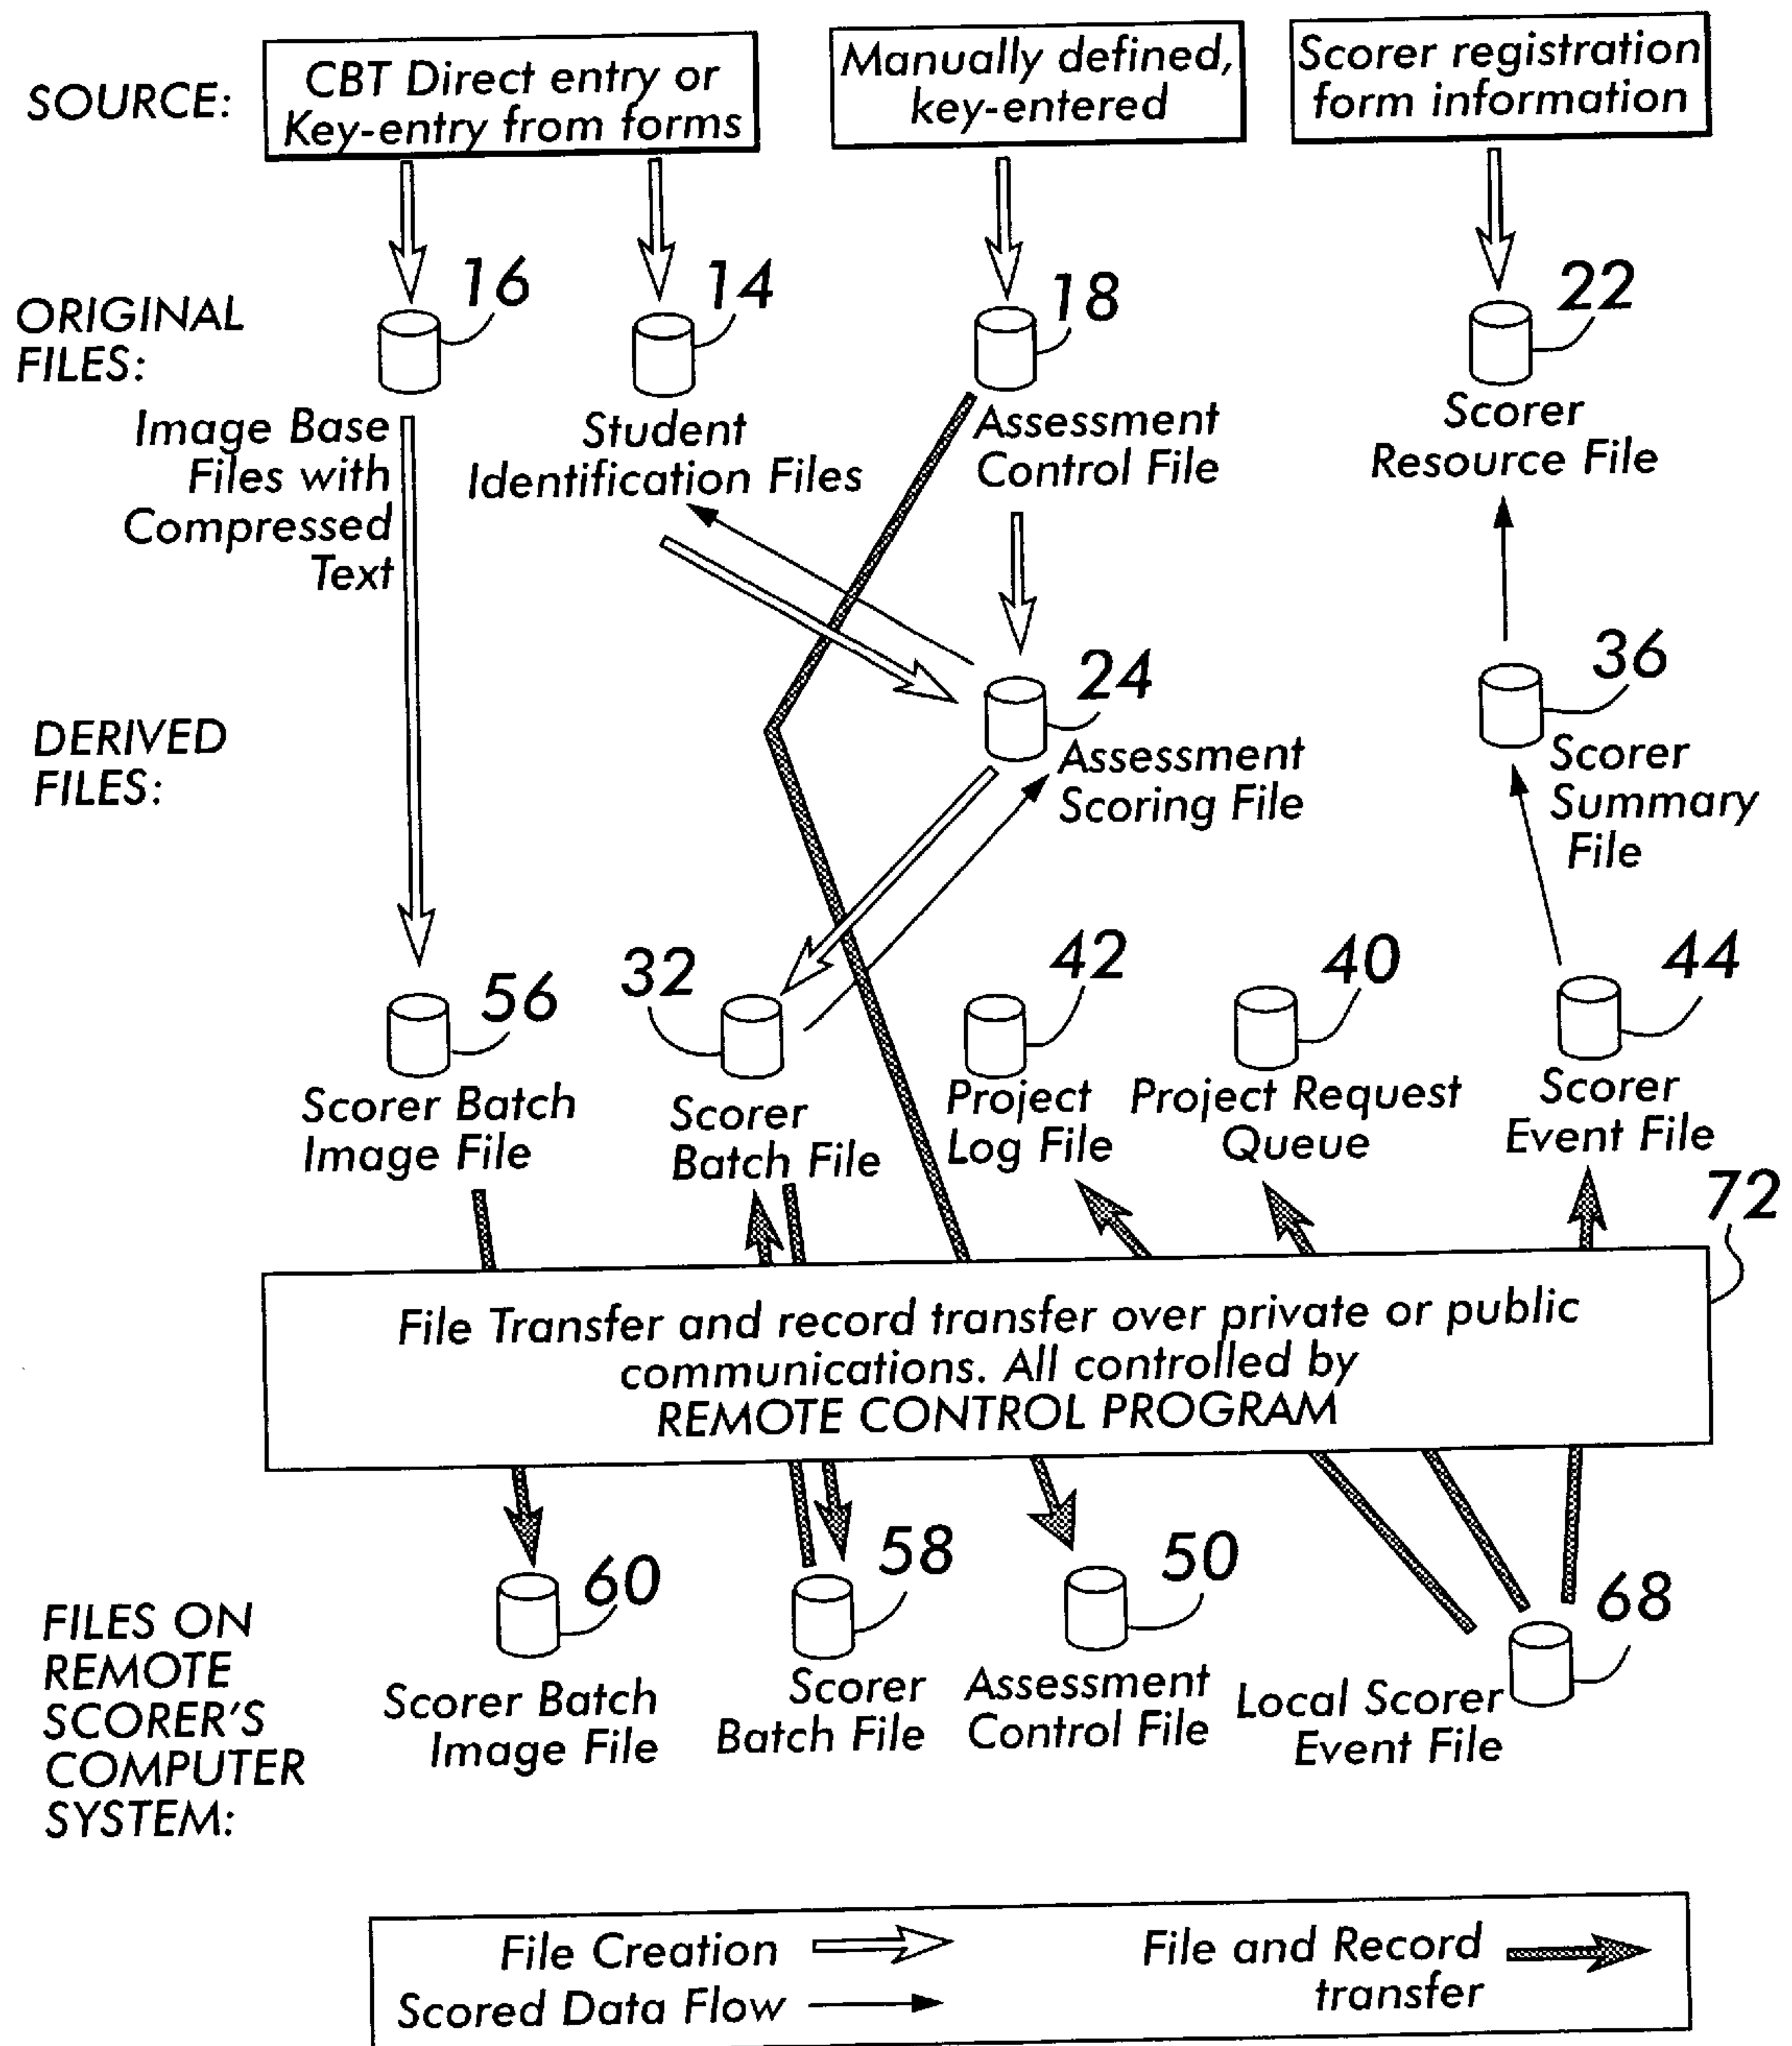 SOURCE:
CBT Direct entry or
Key-entry from forms
Manually defined,
key-entered
Scorer registration
form information
ORIGINAL
FILES:
16
14
18
22
Image Base
Files with
Compressed
Text
Student
Identification Files
Assessment
Control File
Scorer
Resource File
DERIVED
FILES:
24
36
Assessment
Scoring File
Scorer
Summary
File
56
32
42
40
44
Scorer Batch
Image File
Scorer
Batch File
Project
Log File
Project Request
Queue
Scorer
Event File
72
File Transfer and record transfer over private or public
communications. All controlled by
REMOTE CONTROL PROGRAM
FILES ON
REMOTE
SCORER'S
COMPUTER
SYSTEM:
60
58
50
68
Scorer Batch
Image File
Scorer
Batch File
Assessment
Control File
Local Scorer
Event File
File Creation
Scored Data Flow
File and Record
transfer